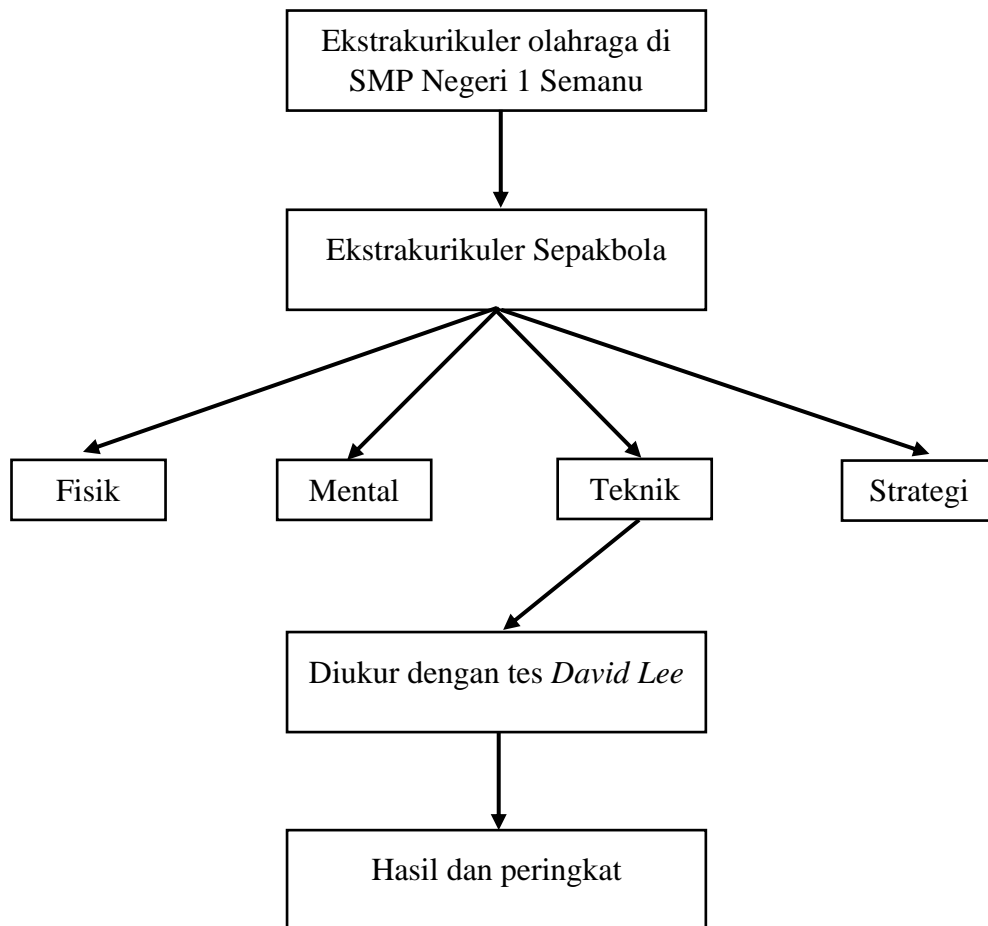 Ekstrakurikuler olahraga di
SMP Negeri 1 Semanu
Ekstrakurikuler Sepakbola
Fisik
Mental
Teknik
Strategi
Diukur dengan tes David Lee
Hasil dan peringkat